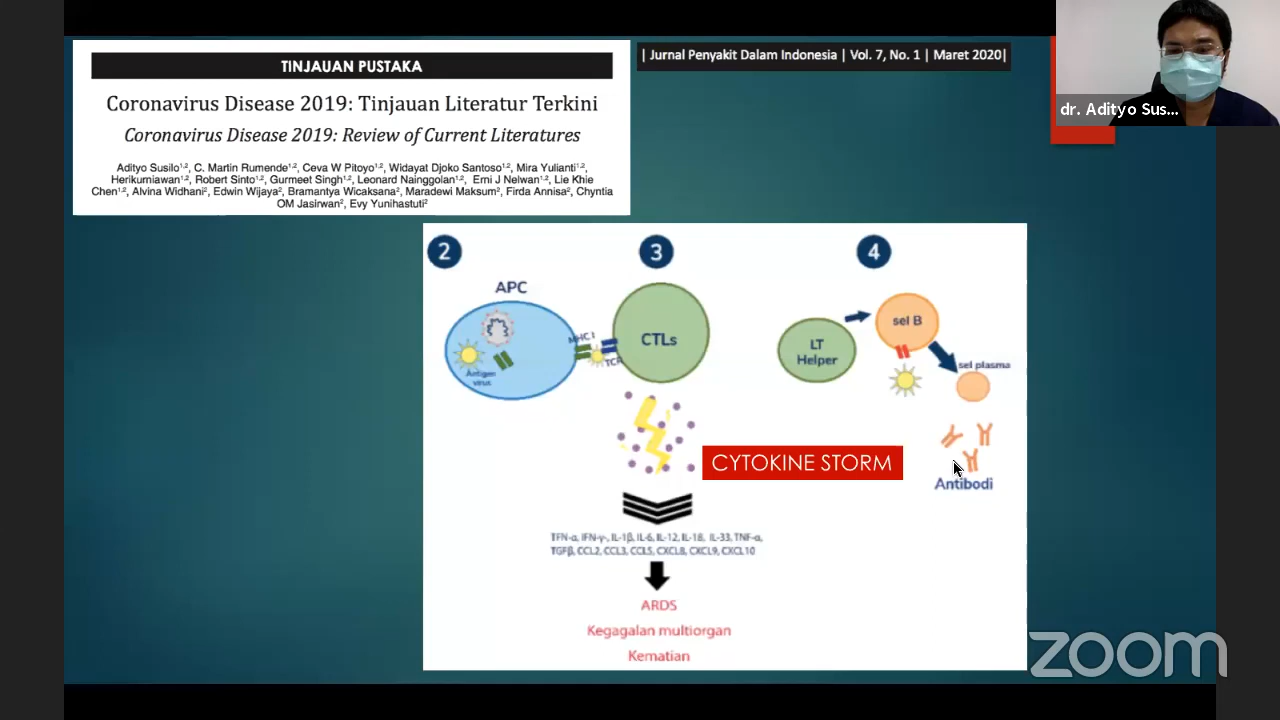 TINJAUAN PUSTAKA
Coronavirus Disease 2019: Tinjauan Literatur Terkini
Coronavirus Disease 2019: Review of Current Literatures
Adityo Susilo1,2, C. Martin Rumende1,2, Ceva W Pitoyo1,2, Widayat Djoko Santoso1,2, Mira Yulianti1,2,
Herikurniawan1,2, Robert Sinto1,2, Gurmeet Singh1,2, Leonard Nainggolan1,2, Erni J Nelwan1,2, Lie Khie
Chen1,2, Alvina Widhani2, Edwin Wijaya2, Bramantya Wicaksana2, Maradewi Maksum2, Firda Annisa2, Chyntia
OM Jasirwan2, Evy Yunihastuti2
| Jurnal Penyakit Dalam Indonesia | Vol. 7, No. 1 | Maret 2020|
dr. Adityo Sus...
2
3
4
APC
MHC I
TCR
Antigen
virus
CTLs
LT
Helper
sel B
sel plasma
CYTOKINE STORM
Antibodi
TFN-α, IFN-γ-, IL-1β, IL-6, IL-12, IL-18, IL-33, TNF-α,
TGFβ, CCL2, CCL3, CCL5, CXCL8, CXCL9, CXCL10
ARDS
Kegagalan multiorgan
Kematian
zoom